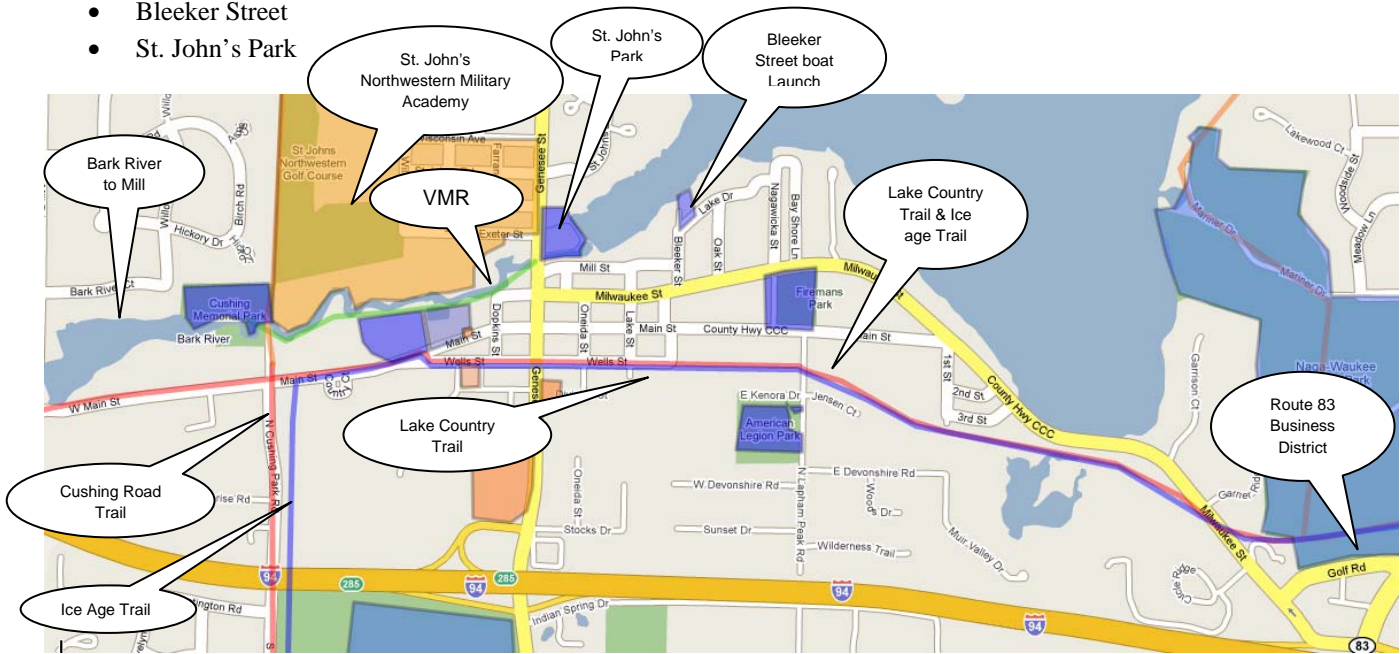 • Bleeker Street
• St. John's Park
St. John's
Northwestern Military
Academy
St. John's
Park
Bleeker
Street boat
Launch
Bark River
to Mill
VMR
Lake Country
Trail & Ice
age Trail
Lake Country
Trail
Route 83
Business
District
Cushing Road
Trail
Ice Age Trail
St Johns
Northwestern
Golf Course
Wisconsin Ave
Genesee St
Birch Rd
Hickory Dr
Bark River Ct
Cushing
Memorial Park
Bark River
Exeter St
Mill St
Milwaukee St
Main St
County Hwy CCC
Main St
Wells St
Wells St
Dopkins St
Oneida St
Lake St
Bleeker St
Oak St
Lake Dr
Nagawicka St
Bay Shore Ln
Firemans
Park
Main St
Main St
W Main St
N Cushing Park Rd
E Kenora Dr
Jensen Ct
American
Legion Park
1st St
2nd St
3rd St
County Hwy CCC
Garrison Ct
Lakewood Ct
Woodside St
Meadow Ln
Mariner Dr
Mariner Dr
Naga-Waukee
Milwaukee St
Golf Rd
Circle Ridge
E Devonshire Rd
W Devonshire Rd
N Lapham Peak Rd
Sunset Dr
Wilderness Trail
Muir Valley Dr
Woods Dr
Oneida St
Stocks Dr
Indian Spring Dr
94
285
94
285
94
94
83